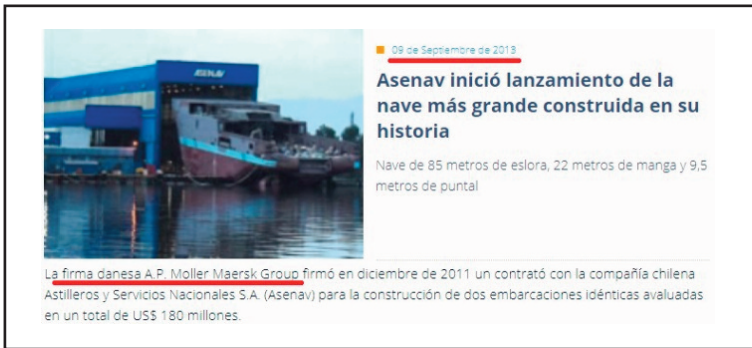 ASENAV
09 de Septiembre de 2013
Asenav inició lanzamiento de la
nave más grande construida en su
historia
Nave de 85 metros de eslora, 22 metros de manga y 9,5
metros de puntal
La firma danesa A.P. Moller Maersk Group firmó en diciembre de 2011 un contrató con la compañía chilena
Astilleros y Servicios Nacionales S.A. (Asenav) para la construcción de dos embarcaciones idénticas avaluadas
en un total de US$ 180 millones.